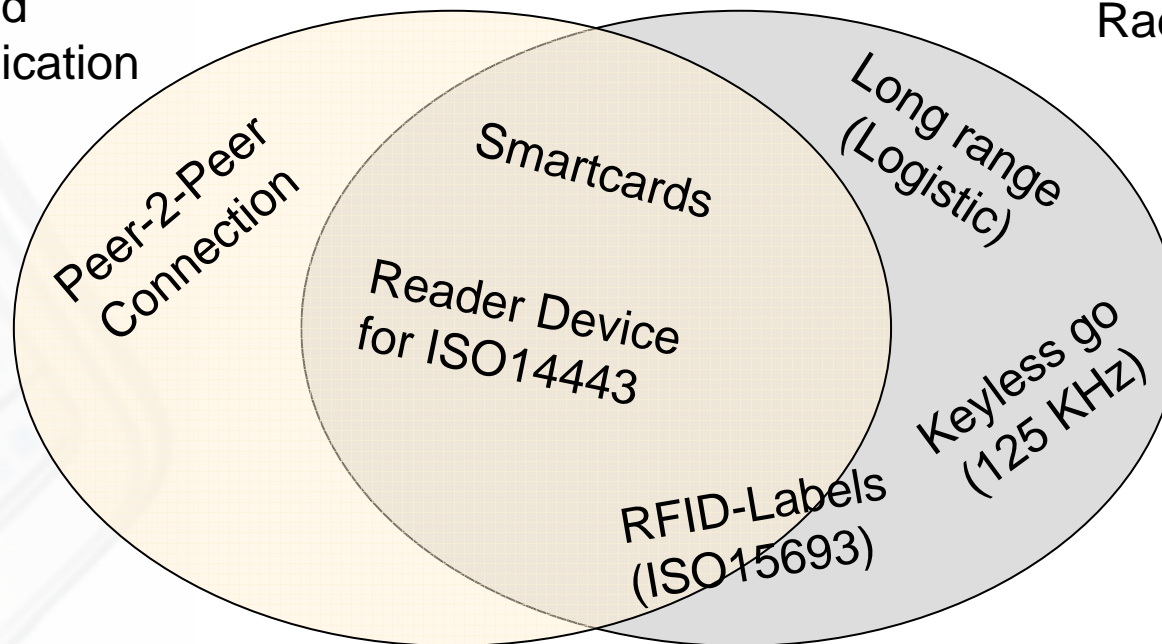 d
ication
Rad
Peer-2-Peer
Connection
Smartcards
Long range
(Logistic)
Reader Device
for ISO14443
Keyless go
(125 KHz)
RFID-Labels
(ISO15693)